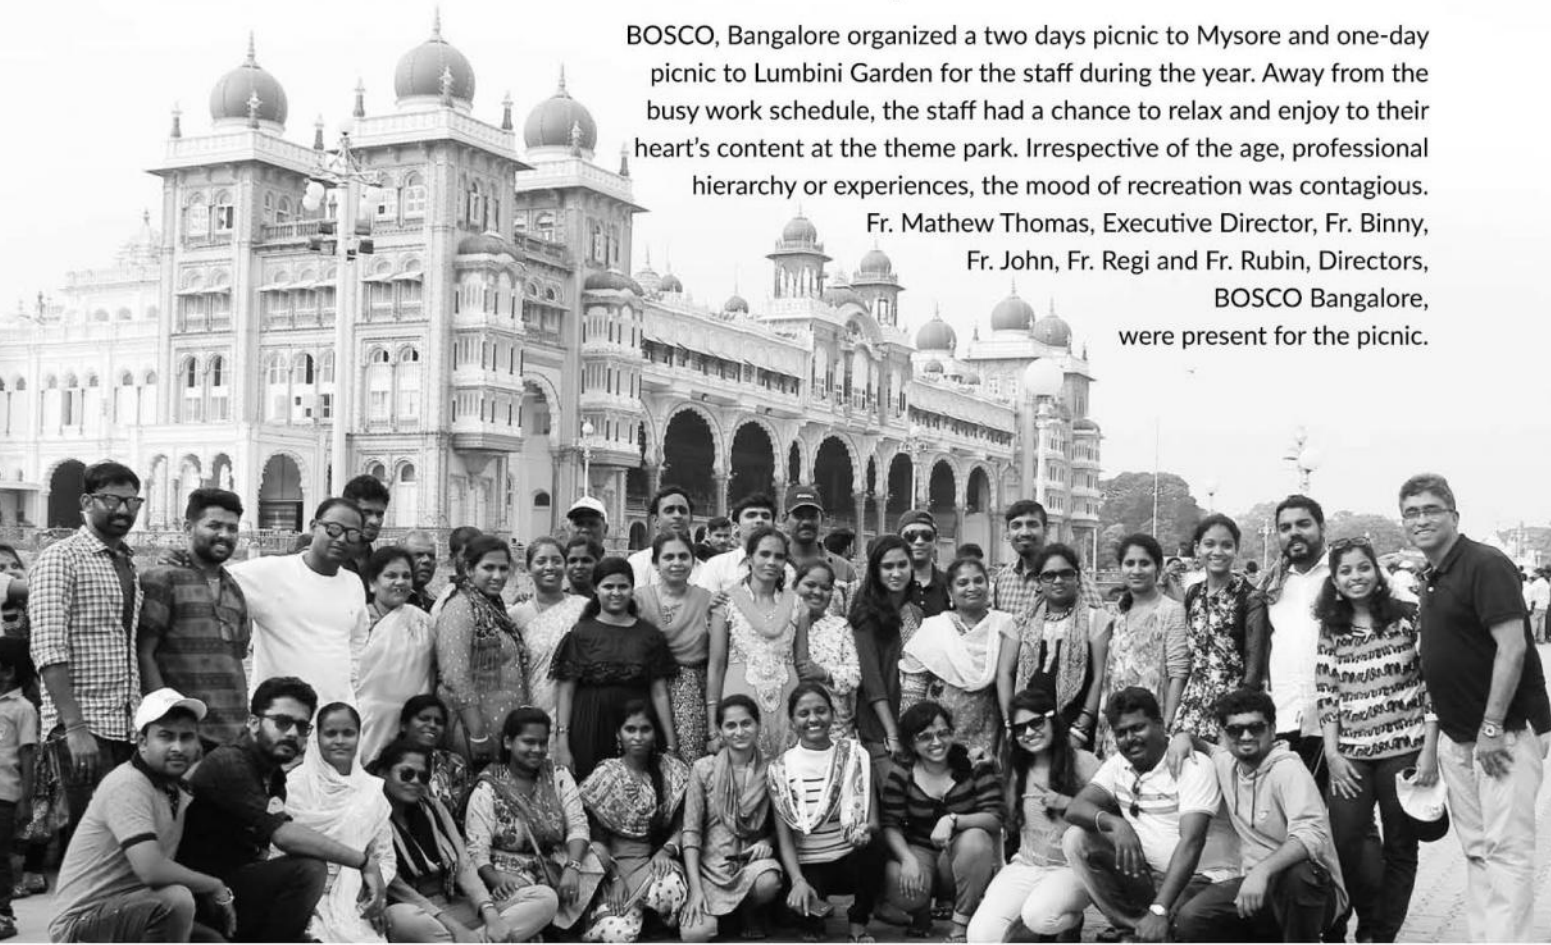 BOSCO, Bangalore organized a two days picnic to Mysore and one-day
picnic to Lumbini Garden for the staff during the year. Away from the
busy work schedule, the staff had a chance to relax and enjoy to their
heart's content at the theme park. Irrespective of the age, professional
hierarchy or experiences, the mood of recreation was contagious.
Fr. Mathew Thomas, Executive Director, Fr. Binny,
Fr. John, Fr. Regi and Fr. Rubin, Directors,
BOSCO Bangalore,
were present for the picnic.